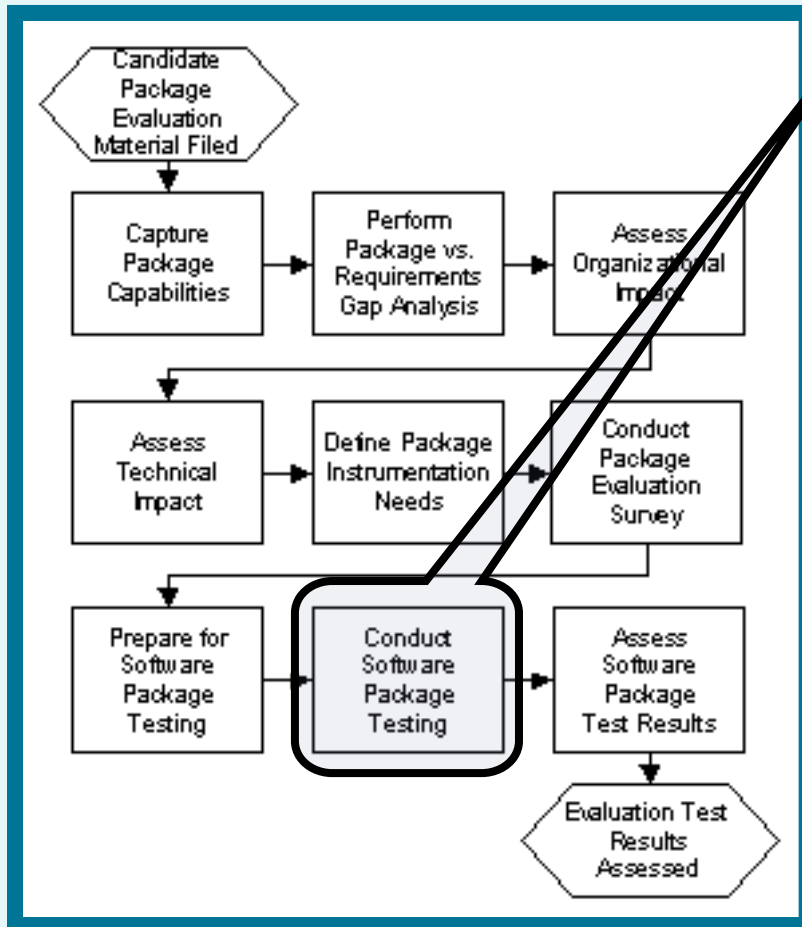 Candidate
Package
Evaluation
Material Filed
Capture
Package
Capabilities
Perform
Package vs.
Requirements
Gap Analysis
Assess
Organizational
Impact
Assess
Technical
Impact
Define Package
Instrumentation
Needs
Conduct
Package
Evaluation
Survey
Prepare for
Software
Package
Testing
Conduct
Software
Package
Testing
Assess
Software
Package
Test Results
Evaluation Test
Results
Assessed